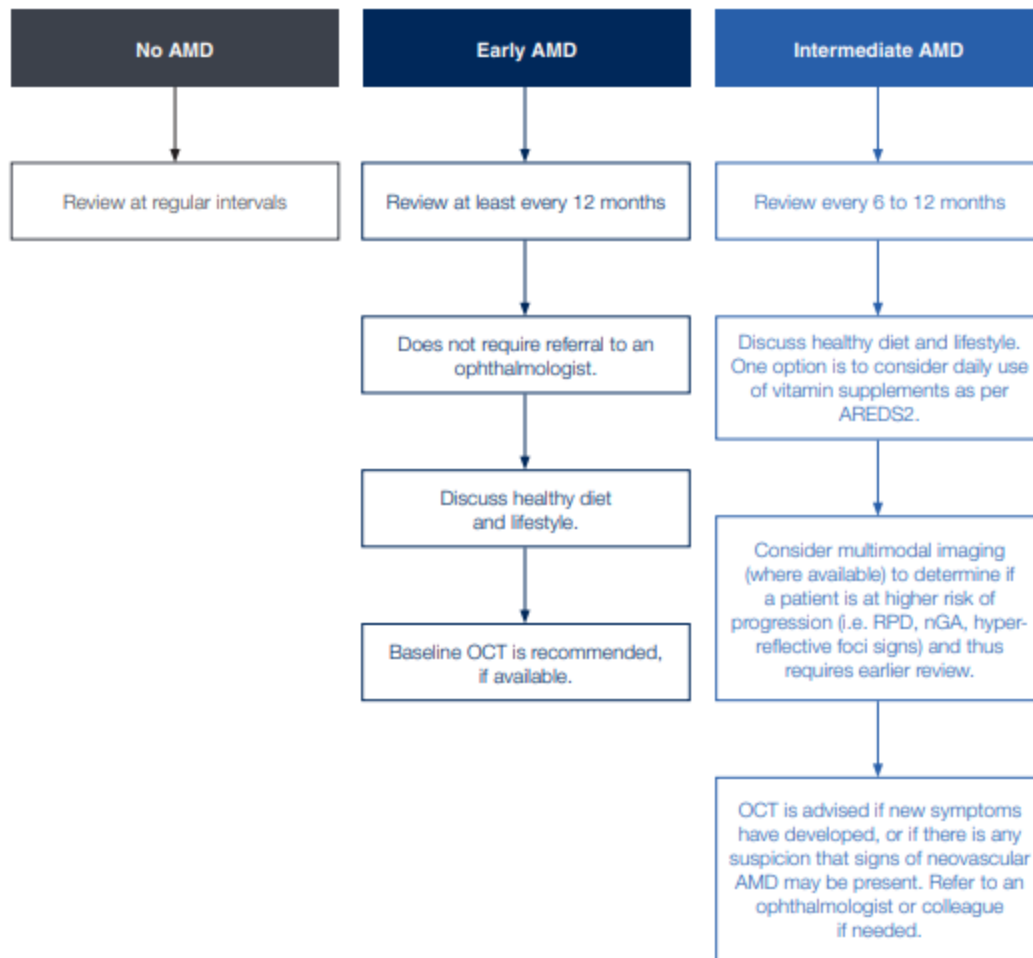 No AMD
Review at regular intervals
Early AMD
Review at least every 12 months
Does not require referral to an
ophthalmologist.
Discuss healthy diet
and lifestyle.
Baseline OCT is recommended,
if available.
Intermediate AMD
Review every 6 to 12 months
Discuss healthy diet and lifestyle.
One option is to consider daily use
of vitamin supplements as per
AREDS2.
Consider multimodal imaging
(where available) to determine if
a patient is at higher risk of
progression (i.e. RPD, nGA, hyper-
reflective foci signs) and thus
requires earlier review.
OCT is advised if new symptoms
have developed, or if there is any
suspicion that signs of neovascular
AMD may be present. Refer to an
ophthalmologist or colleague
if needed.